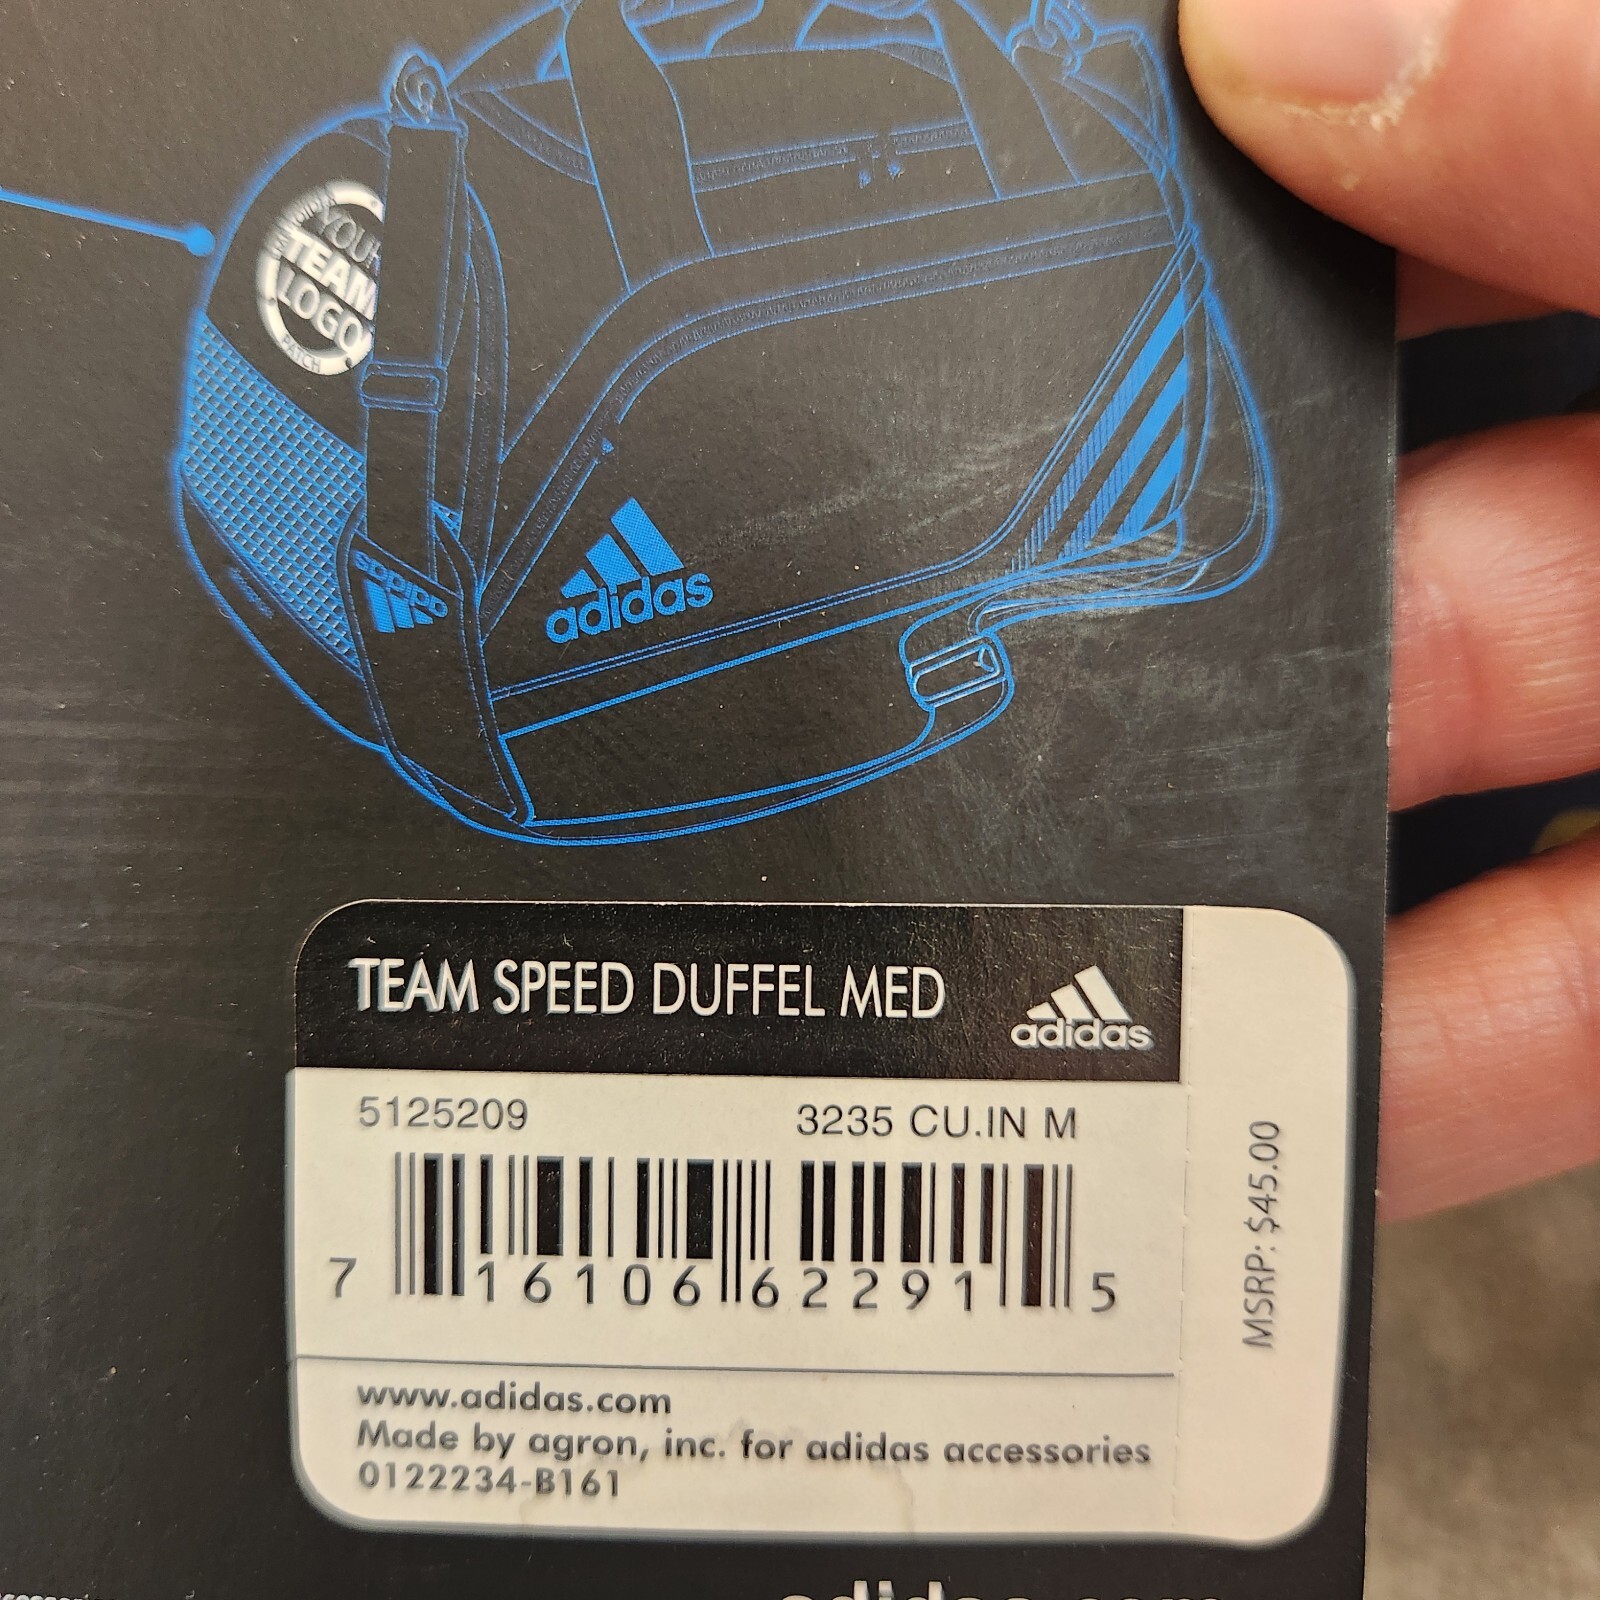 YOUR
TEAM
LOGO
PATCH
adidas
adidas
TEAM SPEED DUFFEL MED
adidas
5125209
3235 CU.IN M
MSRP: $45.00
7 16106 62291 5
www.adidas.com
Made by agron, inc. for adidas accessories
0122234-B161